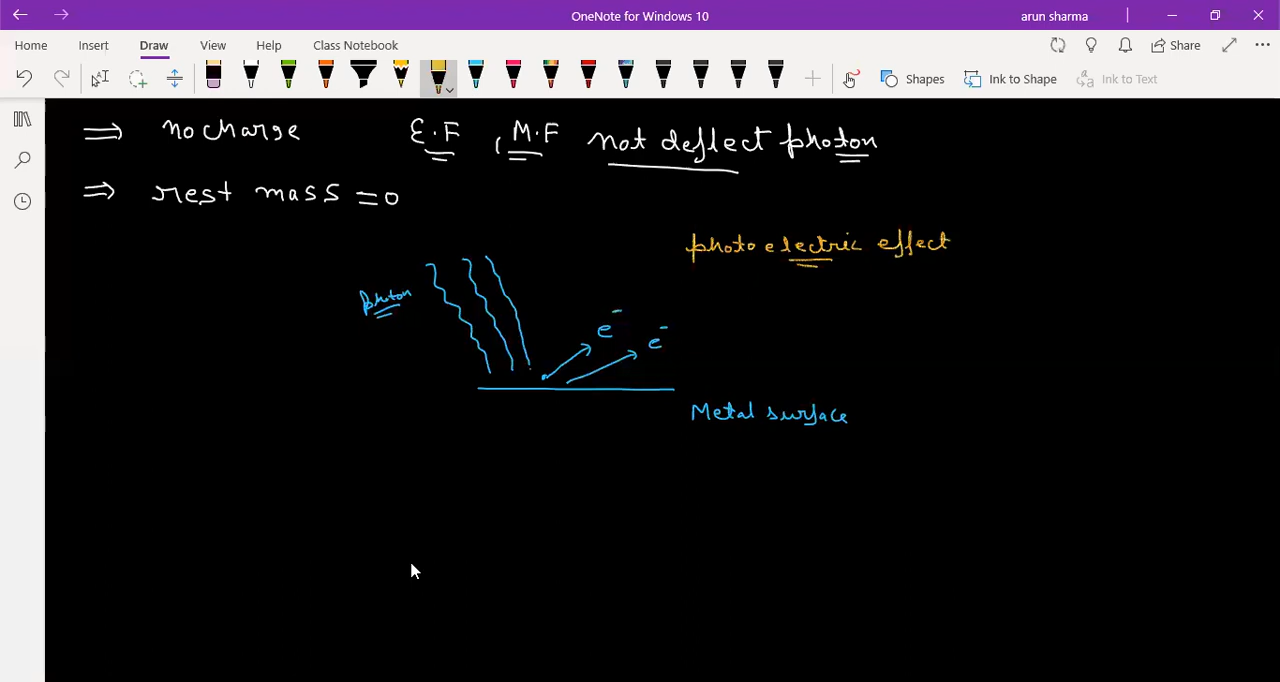 OneNote for Windows 10
arun sharma
Home Insert Draw View Help Class Notebook Share
Shapes Ink to Shape Ink to Text
⇒ no charge E.F , M.F not deflect photon
⇒ rest mass = 0
photo electric effect
photon
e⁻ e⁻
Metal surface